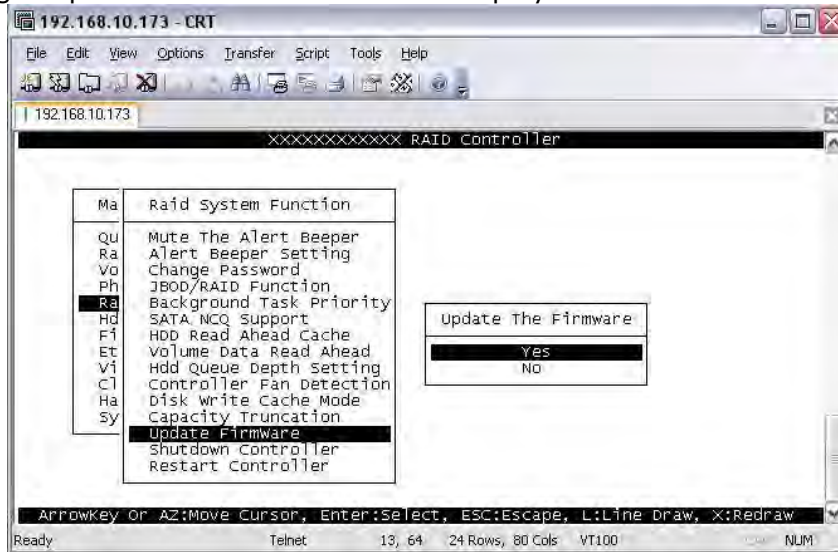 192.168.10.173 - CRT
File Edit View Options Transfer Script Tools Help
192.168.10.173
XXXXXXXXXXXX RAID Controller
Ma
Raid System Function
Qu
Mute The Alert Beeper
Ra
Alert Beeper Setting
Vo
Change Password
Ph
JBOD/RAID Function
Ra
Background Task Priority
Hd
SATA NCQ Support
Fi
HDD Read Ahead Cache
Et
Volume Data Read Ahead
Vi
Hdd Queue Depth Setting
Cl
Controller Fan Detection
Ha
Disk Write Cache Mode
Sy
Capacity Truncation
Update Firmware
Shutdown Controller
Restart Controller
Update The Firmware
Yes
No
ArrowKey Or AZ:Move Cursor, Enter:Select, ESC:Escape, L:Line Draw, X:Redraw
Ready Telnet 13, 64 24 Rows, 80 Cols VT100 NUM